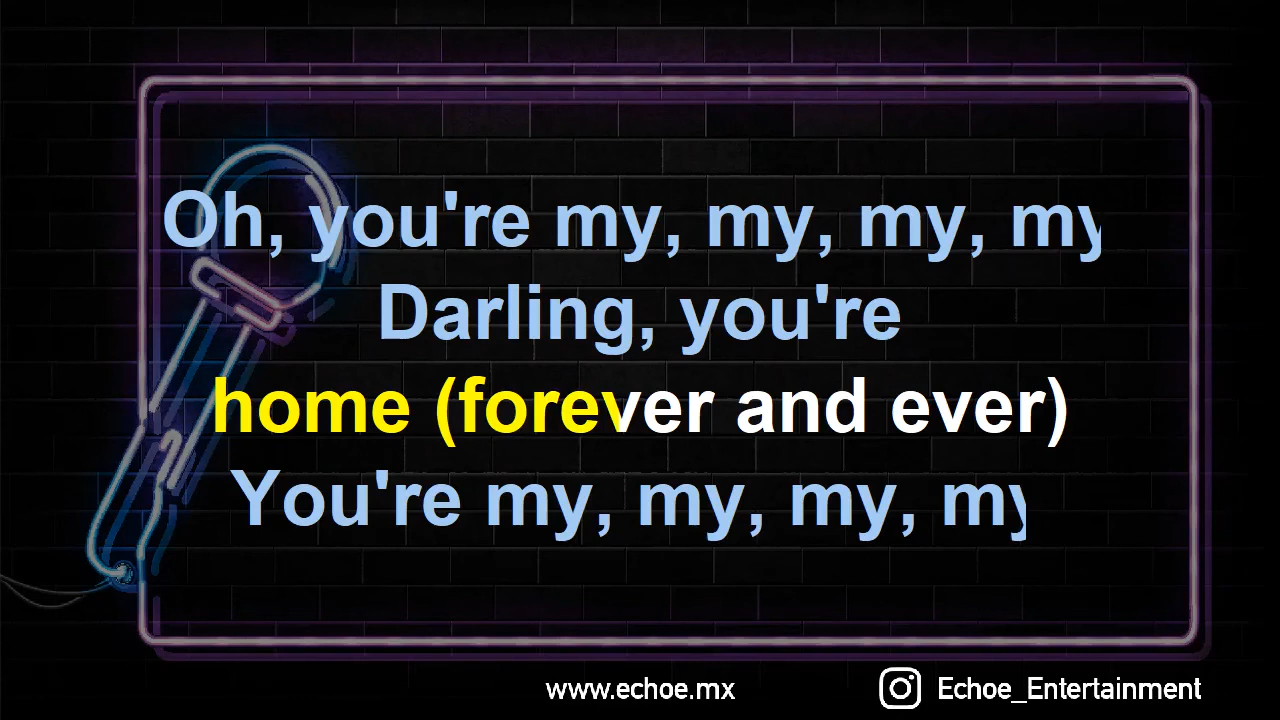 Oh, you're my, my, my, my
Darling, you're
home (forever and ever)
You're my, my, my, my
www.echoe.mx
Echoe_Entertainment